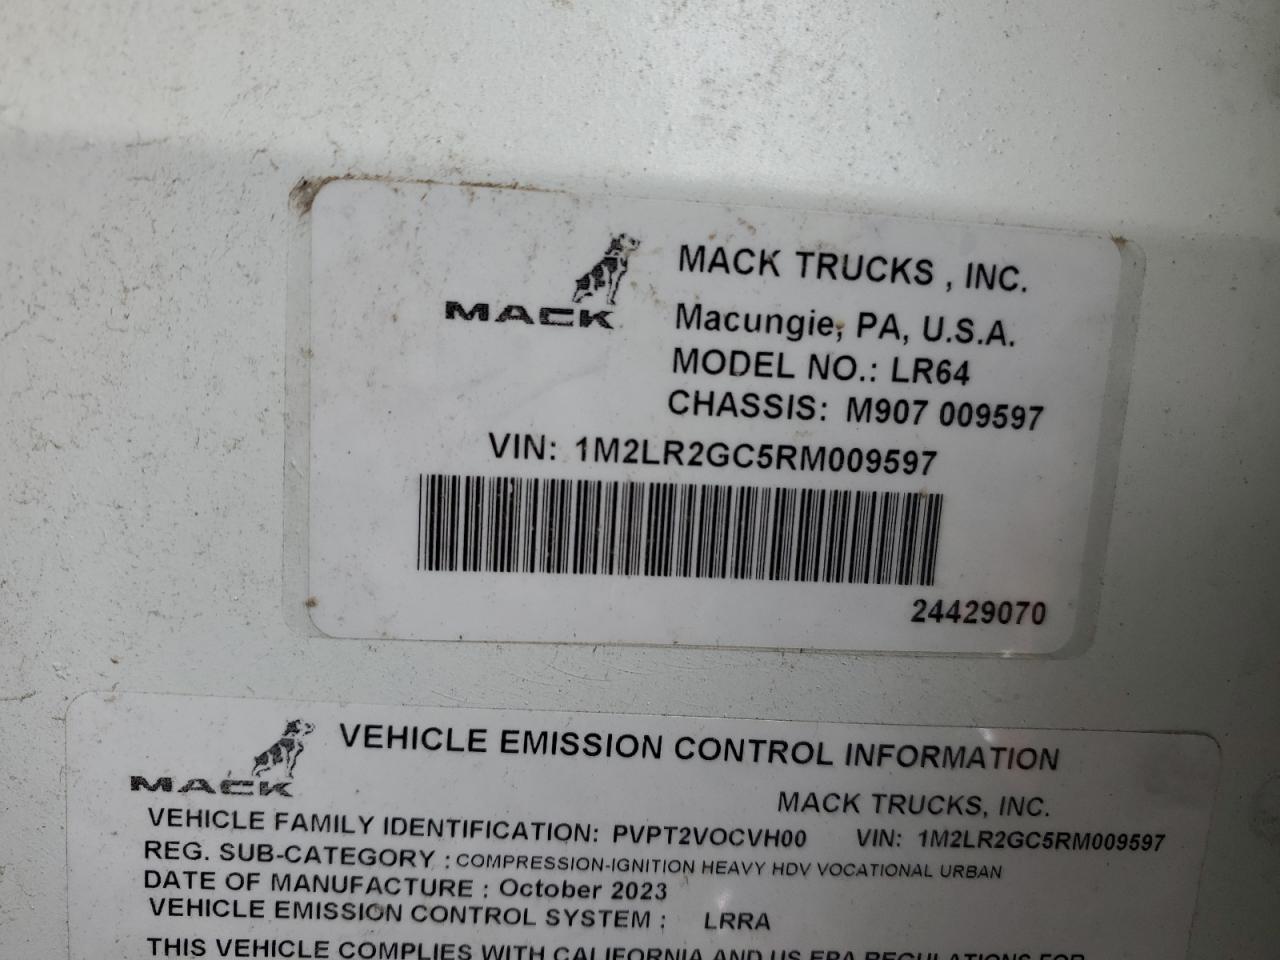 MACK
MACK TRUCKS , INC.
Macungie, PA, U.S.A.
MODEL NO.: LR64
CHASSIS: M907 009597
VIN: 1M2LR2GC5RM009597
24429070
MACK
VEHICLE EMISSION CONTROL INFORMATION
MACK TRUCKS, INC.
VEHICLE FAMILY IDENTIFICATION: PVPT2VOCVH00 VIN: 1M2LR2GC5RM009597
REG. SUB-CATEGORY : COMPRESSION-IGNITION HEAVY HDV VOCATIONAL URBAN
DATE OF MANUFACTURE : October 2023
VEHICLE EMISSION CONTROL SYSTEM : LRRA
THIS VEHICLE COMPLIES WITH CALIFORNIA AND US EPA REGULATIONS FOR